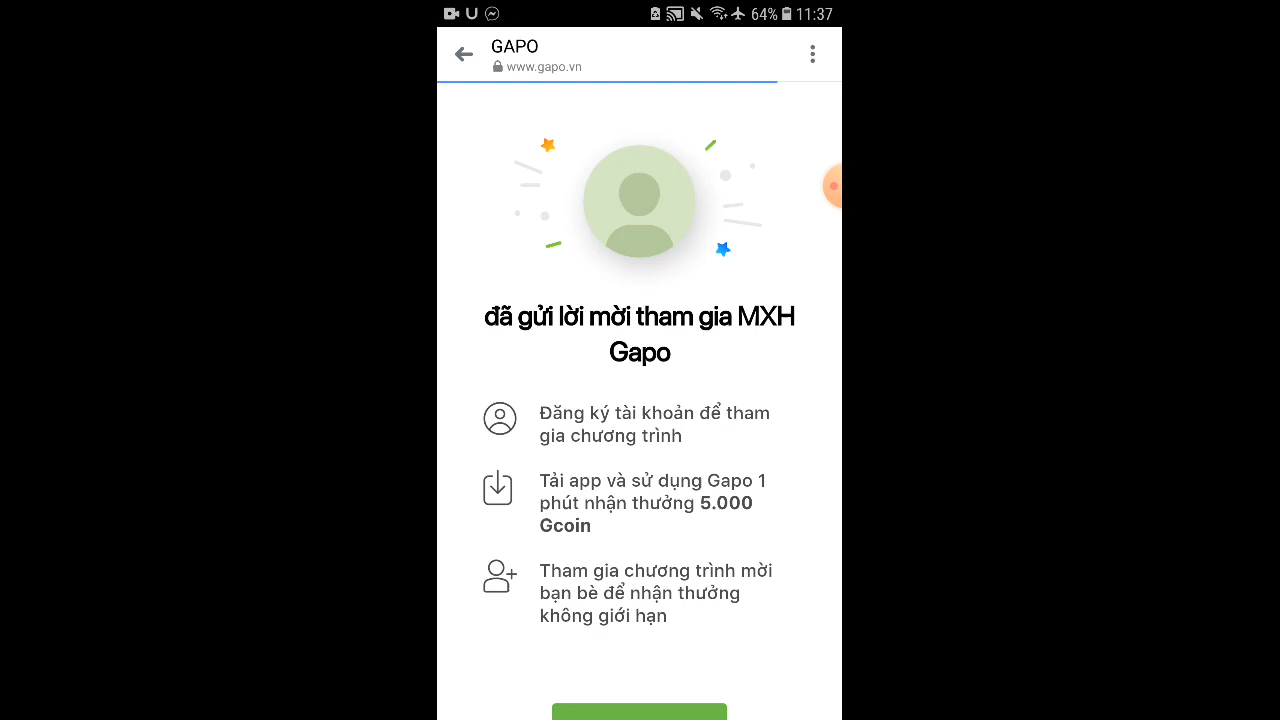 64% 11:37
GAPO
www.gapo.vn
đã gửi lời mời tham gia MXH
Gapo
Đăng ký tài khoản để tham
gia chương trình
Tải app và sử dụng Gapo 1
phút nhận thưởng 5.000
Gcoin
Tham gia chương trình mời
bạn bè để nhận thưởng
không giới hạn